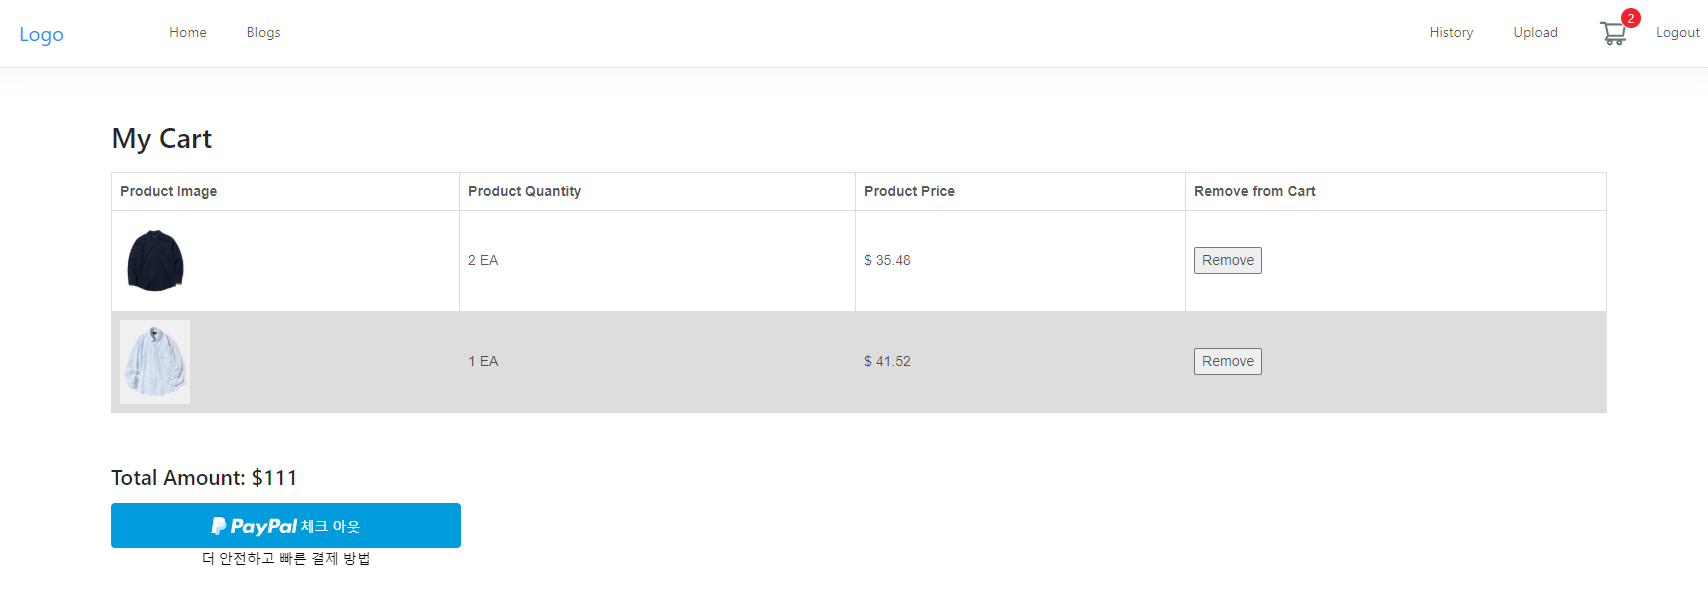 Logo Home Blogs History Upload 2 Logout
My Cart
Product Image Product Quantity Product Price Remove from Cart
2 EA $ 35.48 Remove
1 EA $ 41.52 Remove
Total Amount: $111
PayPal 체크 아웃
더 안전하고 빠른 결제 방법